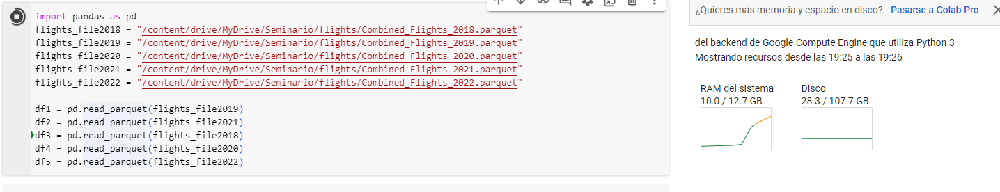 import pandas as pd
flights_file2018 = "/content/drive/MyDrive/Seminario/flights/Combined_Flights_2018.parquet"
flights_file2019 = "/content/drive/MyDrive/Seminario/flights/Combined_Flights_2019.parquet"
flights_file2020 = "/content/drive/MyDrive/Seminario/flights/Combined_Flights_2020.parquet"
flights_file2021 = "/content/drive/MyDrive/Seminario/flights/Combined_Flights_2021.parquet"
flights_file2022 = "/content/drive/MyDrive/Seminario/flights/Combined_Flights_2022.parquet"
df1 = pd.read_parquet(flights_file2019)
df2 = pd.read_parquet(flights_file2021)
df3 = pd.read_parquet(flights_file2018)
df4 = pd.read_parquet(flights_file2020)
df5 = pd.read_parquet(flights_file2022)
¿Quieres más memoria y espacio en disco? Pasarse a Colab Pro
del backend de Google Compute Engine que utiliza Python 3
Mostrando recursos desde las 19:25 a las 19:26
RAM del sistema
10.0 / 12.7 GB
Disco
28.3 / 107.7 GB